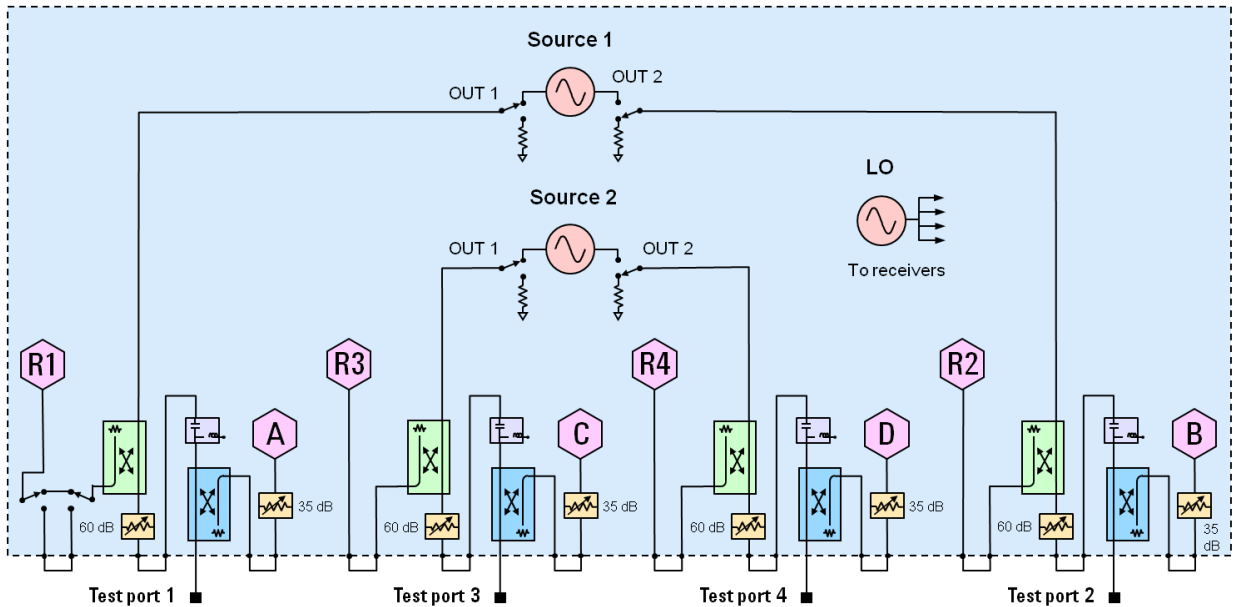 Source 1
OUT 1
OUT 2
LO
To receivers
Source 2
OUT 1
OUT 2
R1
R3
R4
R2
A
C
D
B
60 dB
35 dB
60 dB
35 dB
60 dB
35 dB
60 dB
35
dB
Test port 1
Test port 3
Test port 4
Test port 2